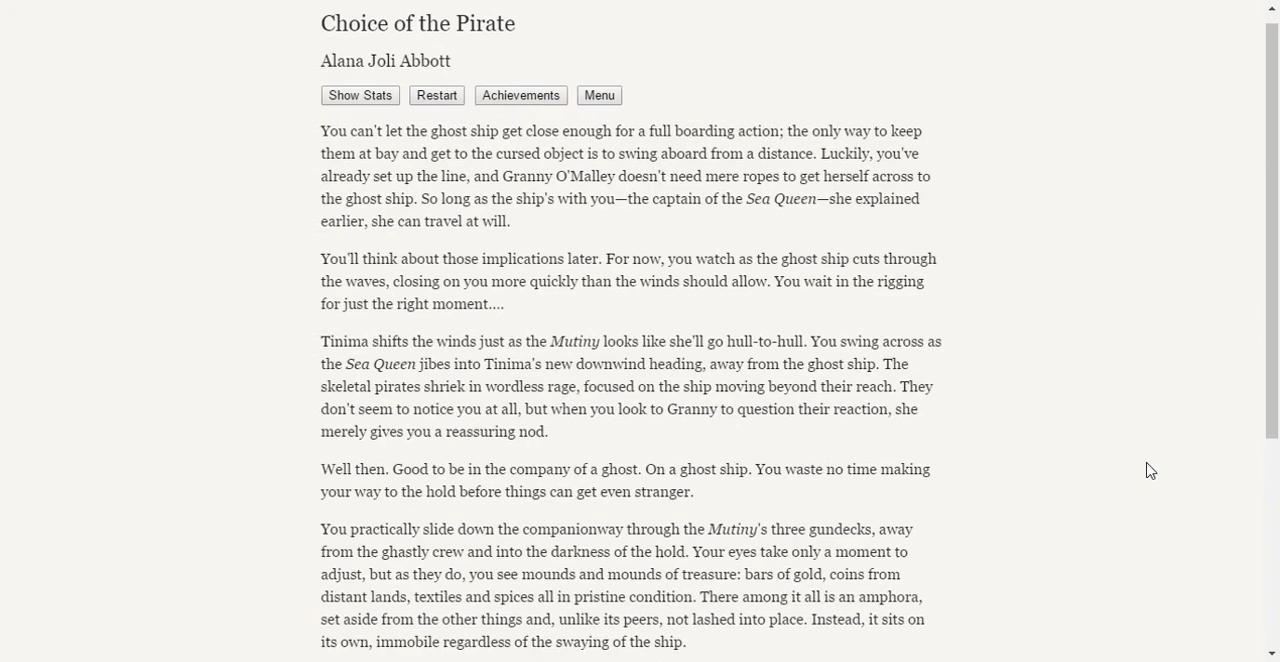 Choice of the Pirate
Alana Joli Abbott
Show Stats Restart Achievements Menu
You can't let the ghost ship get close enough for a full boarding action; the only way to keep
them at bay and get to the cursed object is to swing aboard from a distance. Luckily, you've
already set up the line, and Granny O'Malley doesn't need mere ropes to get herself across to
the ghost ship. So long as the ship's with you—the captain of the Sea Queen—she explained
earlier, she can travel at will.
You'll think about those implications later. For now, you watch as the ghost ship cuts through
the waves, closing on you more quickly than the winds should allow. You wait in the rigging
for just the right moment....
Tinima shifts the winds just as the Mutiny looks like she'll go hull-to-hull. You swing across as
the Sea Queen jibes into Tinima's new downwind heading, away from the ghost ship. The
skeletal pirates shriek in wordless rage, focused on the ship moving beyond their reach. They
don't seem to notice you at all, but when you look to Granny to question their reaction, she
merely gives you a reassuring nod.
Well then. Good to be in the company of a ghost. On a ghost ship. You waste no time making
your way to the hold before things can get even stranger.
You practically slide down the companionway through the Mutiny's three gundecks, away
from the ghastly crew and into the darkness of the hold. Your eyes take only a moment to
adjust, but as they do, you see mounds and mounds of treasure: bars of gold, coins from
distant lands, textiles and spices all in pristine condition. There among it all is an amphora,
set aside from the other things and, unlike its peers, not lashed into place. Instead, it sits on
its own, immobile regardless of the swaying of the ship.